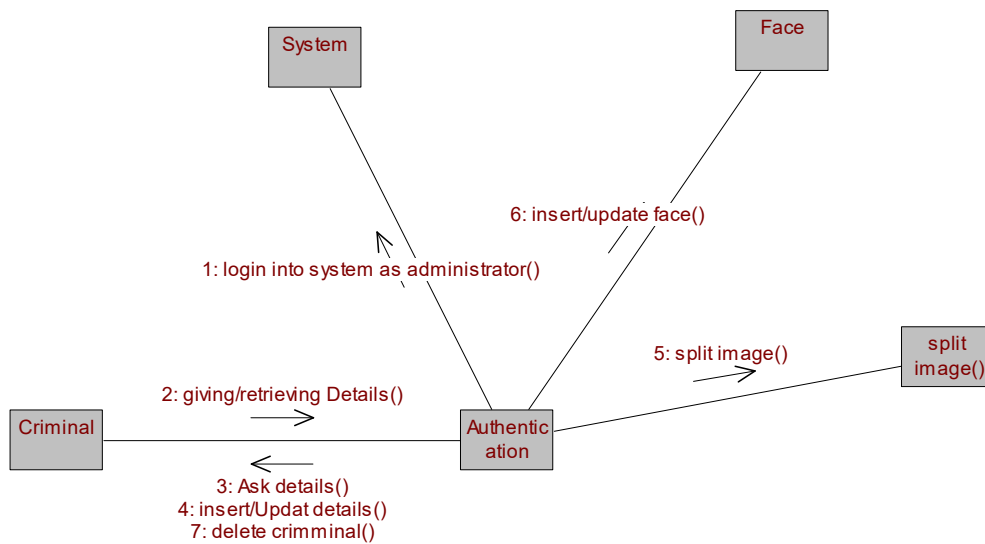 System
Face
6: insert/update face()
1: login into system as administrator()
5: split image()
split
image()
2: giving/retrieving Details()
Criminal
Authentic
ation
3: Ask details()
4: insert/Updat details()
7: delete crimminal()